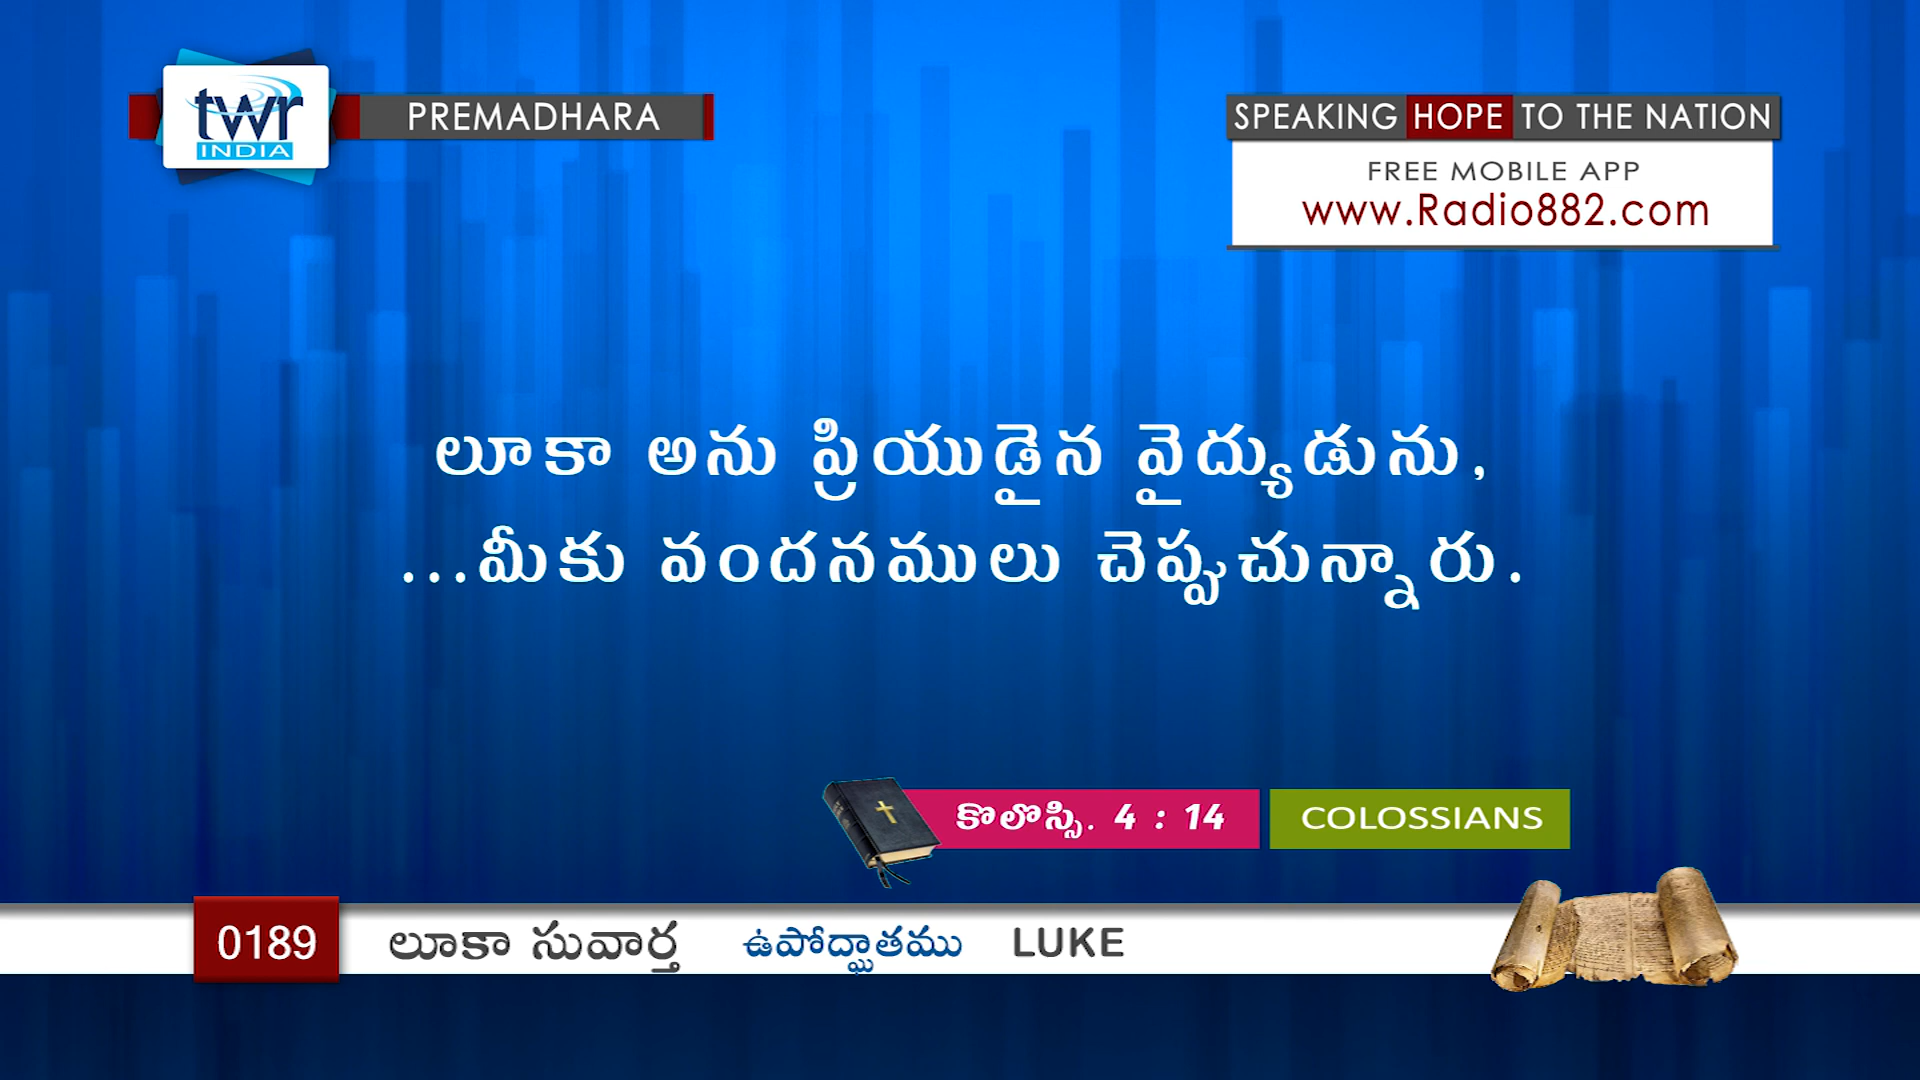 twr
INDIA
PREMADHARA
SPEAKING HOPE TO THE NATION
FREE MOBILE APP
www.Radio882.com
లూకా అను ప్రియుడైన వైద్యుడును,
...మీకు వందనములు చెప్పుచున్నారు.
కొలొస్సి. 4 : 14 COLOSSIANS
0189 లూకా సువార్త ఉపోద్ఘాతము LUKE